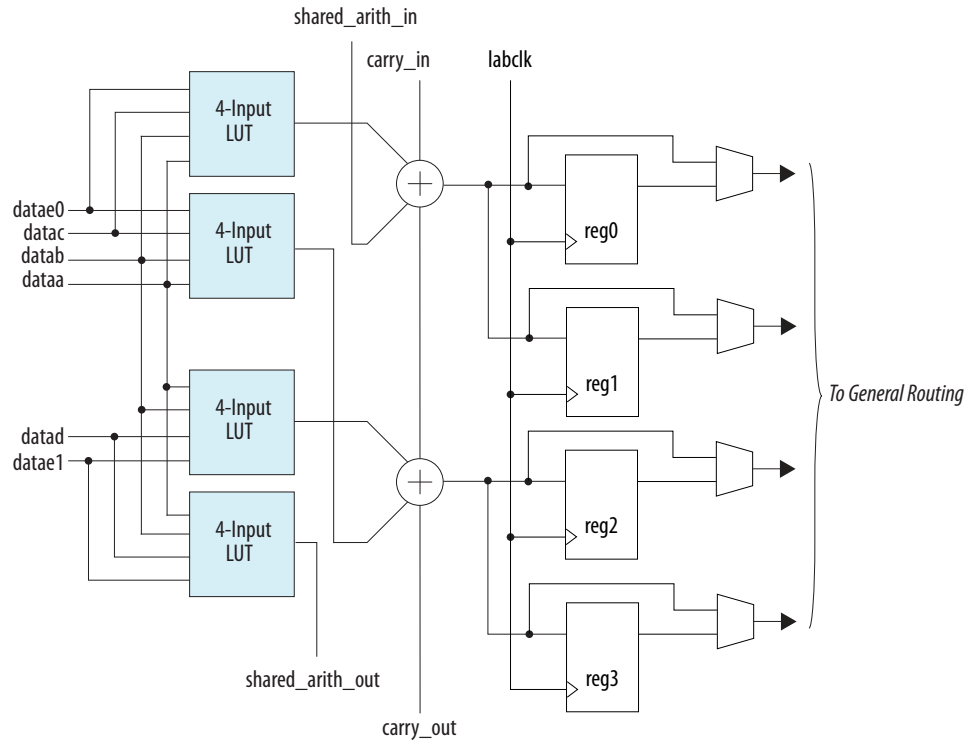 shared_arith_in
carry_in
labclk
4-Input
LUT
datae0
datac
datab
dataa
4-Input
LUT
reg0
reg1
To General Routing
4-Input
LUT
datad
datae1
4-Input
LUT
reg2
reg3
shared_arith_out
carry_out